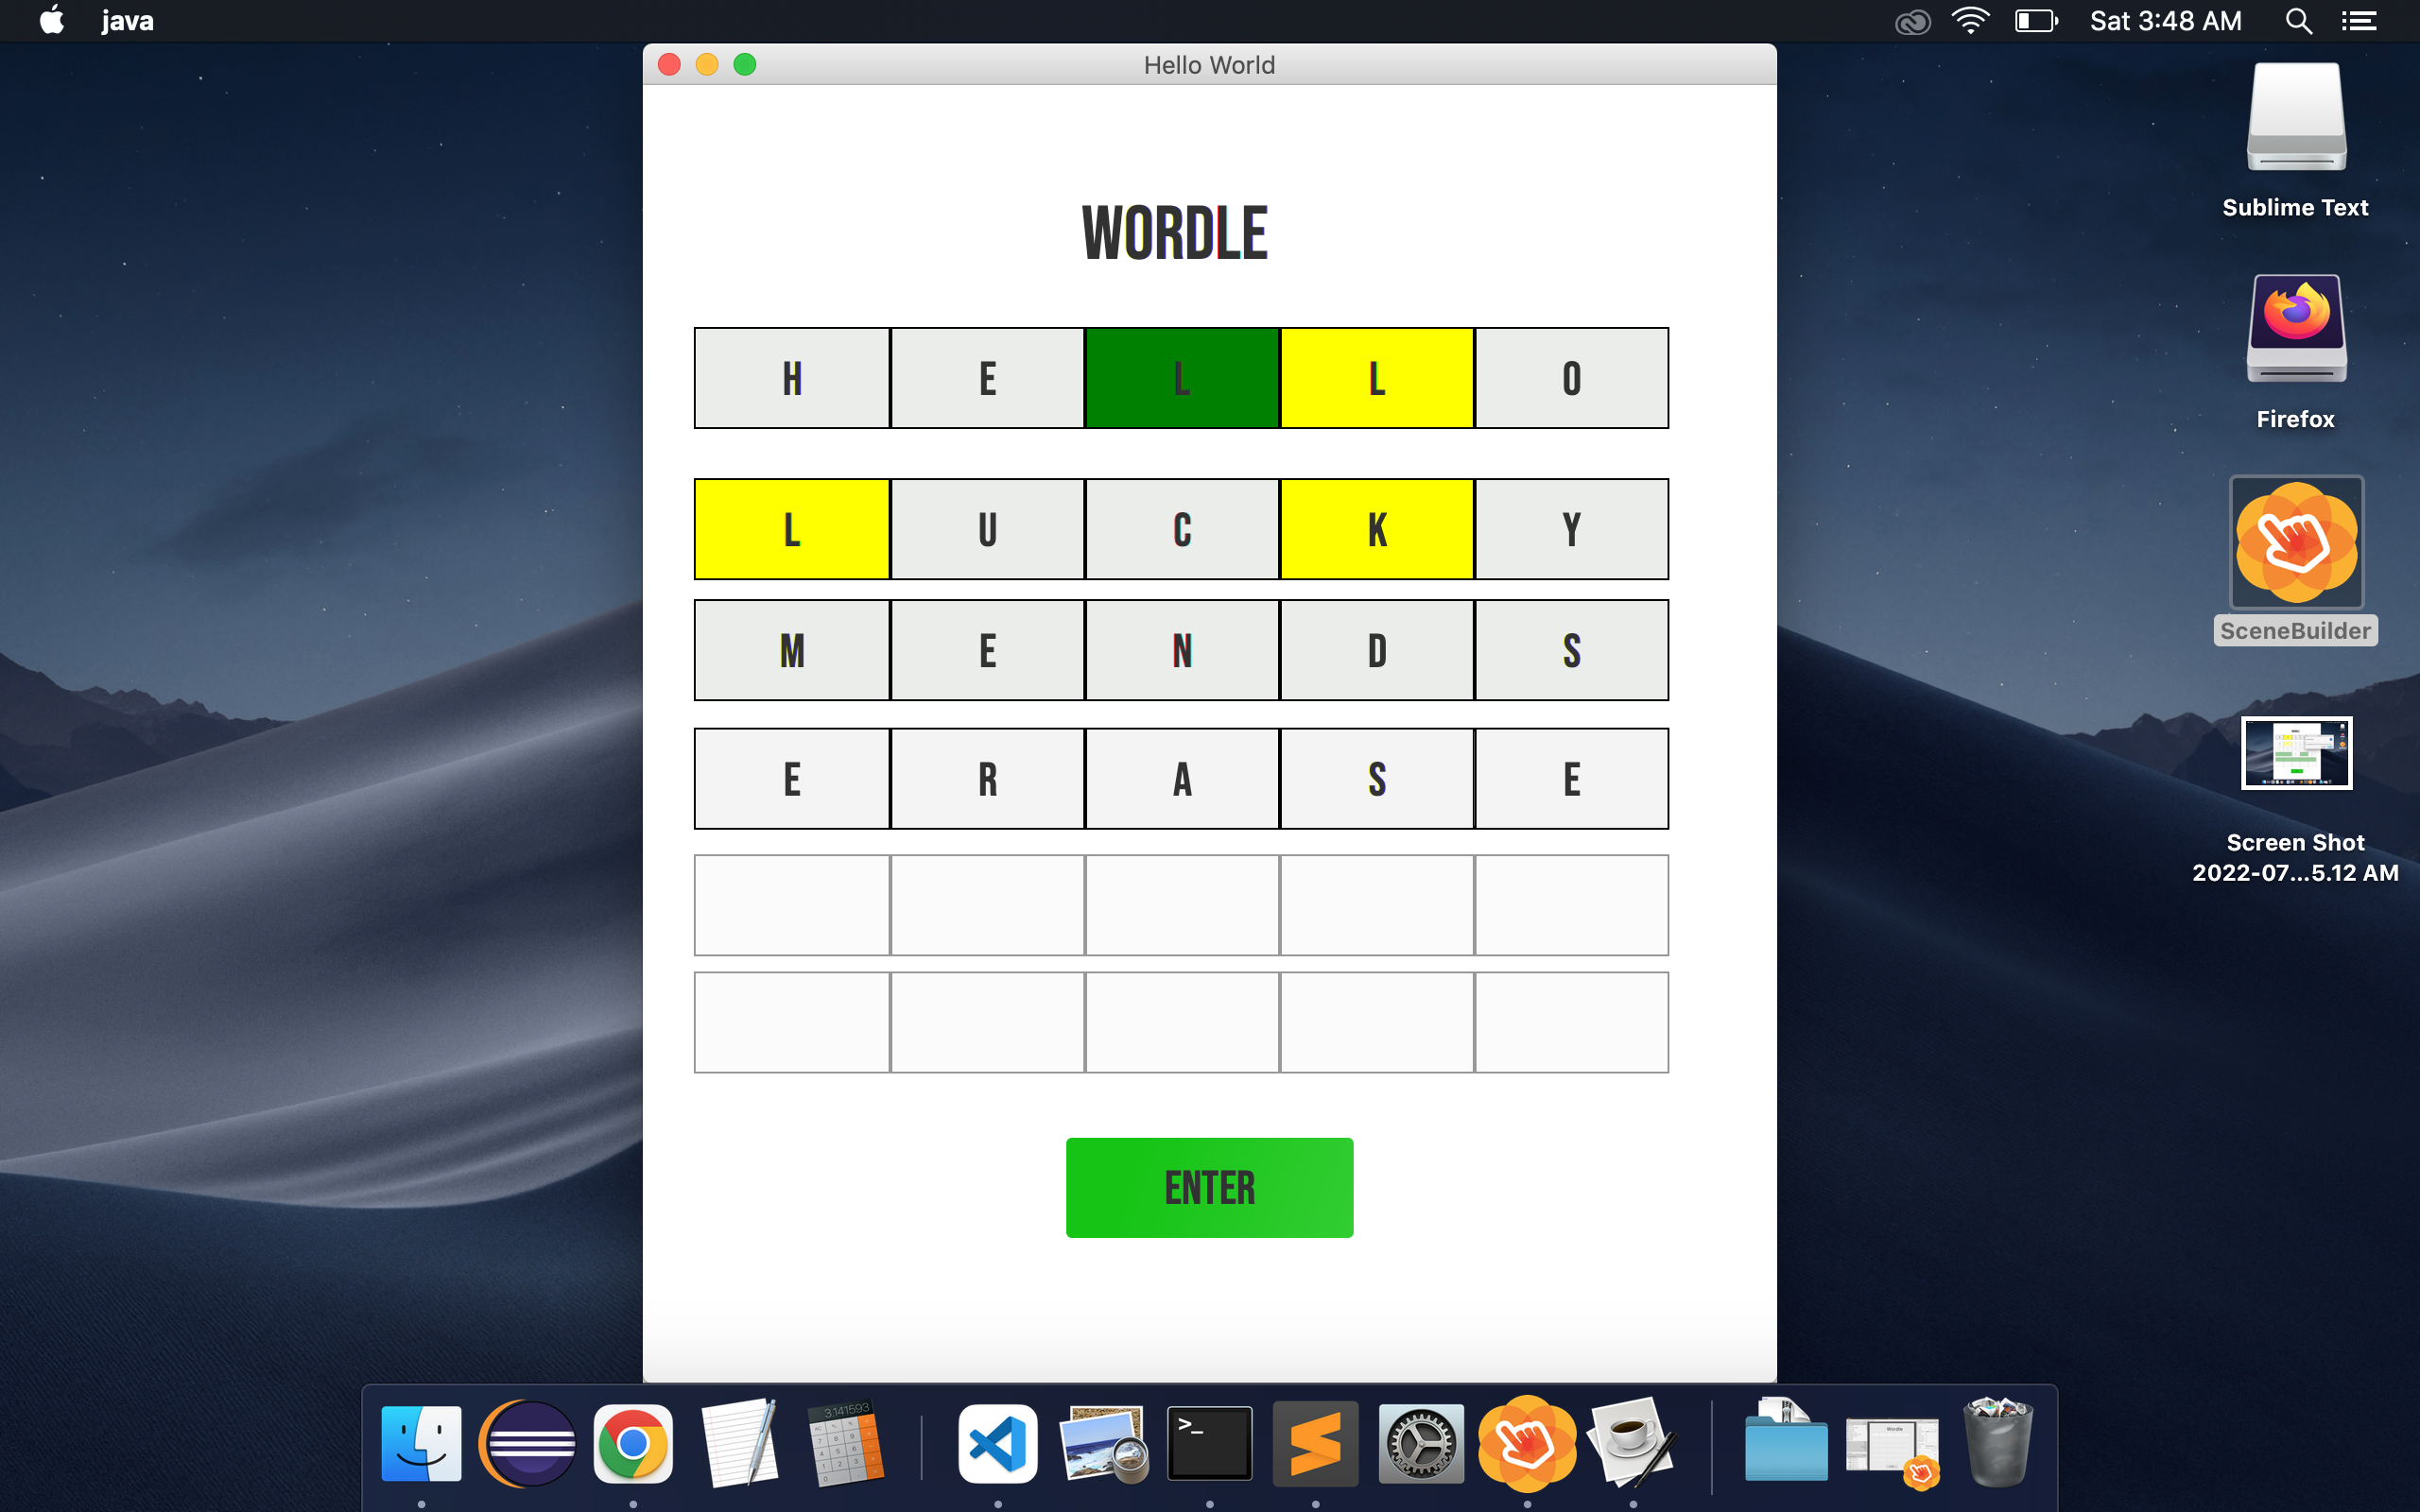 java
Sat 3:48 AM
Hello World
WORDLE
H E L L O
L U C K Y
M E N D S
E R A S E
ENTER
Sublime Text
Firefox
SceneBuilder
Screen Shot
2022-07...5.12 AM
3.141593
>_